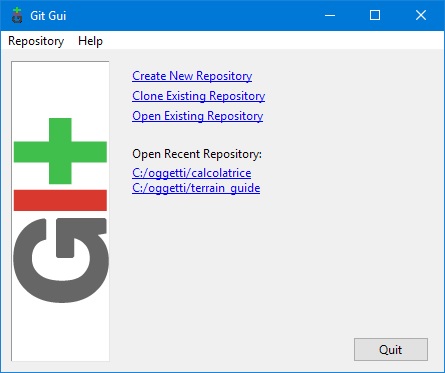 Git Gui
Repository Help
Create New Repository
Clone Existing Repository
Open Existing Repository
Open Recent Repository:
C:/oggetti/calcolatrice
C:/oggetti/terrain_guide
Git
Quit